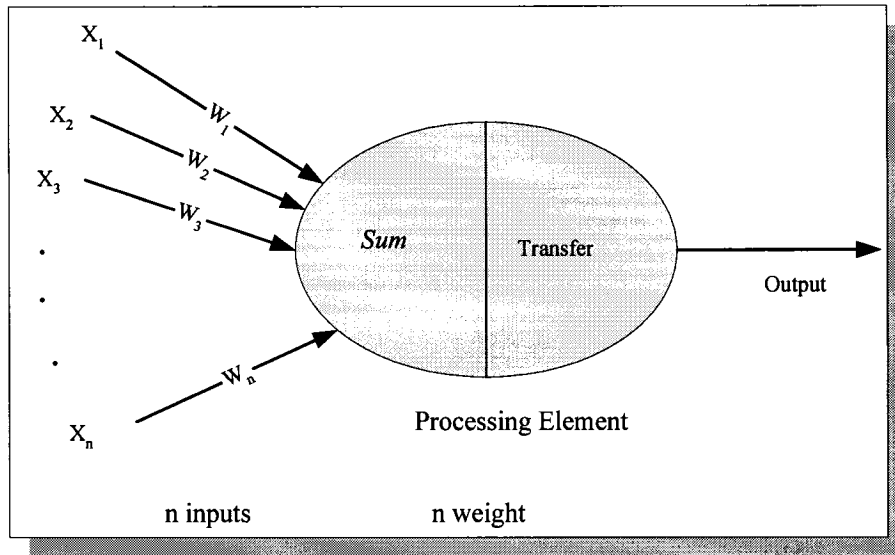 X₁
W₁
X₂
W₂
X₃
W₃
Sum
Transfer
Output
Wₙ
Xₙ
Processing Element
n inputs n weight